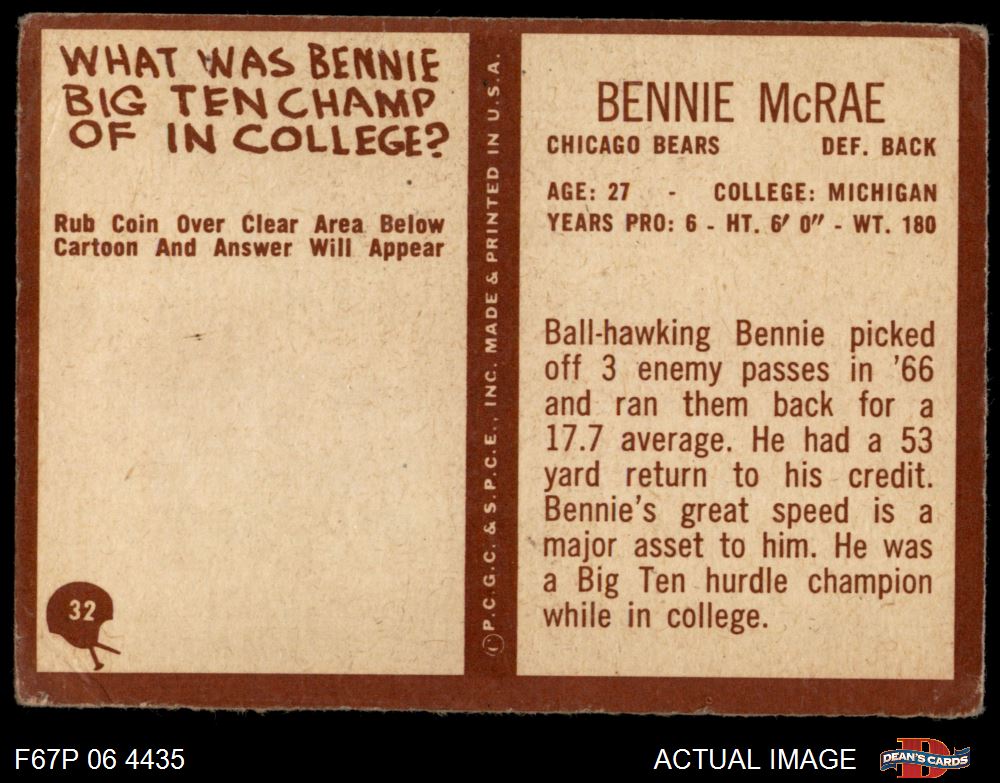 WHAT WAS BENNIE
BIG TEN CHAMP
OF IN COLLEGE?
Rub Coin Over Clear Area Below
Cartoon And Answer Will Appear
32
©P.C.G.C. & S.P.C.E., INC. MADE & PRINTED IN U.S.A.
BENNIE McRAE
CHICAGO BEARS DEF. BACK
AGE: 27 - COLLEGE: MICHIGAN
YEARS PRO: 6 - HT. 6′ 0″ - WT. 180
Ball-hawking Bennie picked
off 3 enemy passes in '66
and ran them back for a
17.7 average. He had a 53
yard return to his credit.
Bennie's great speed is a
major asset to him. He was
a Big Ten hurdle champion
while in college.
F67P 06 4435
ACTUAL IMAGE
DEAN'S CARDS